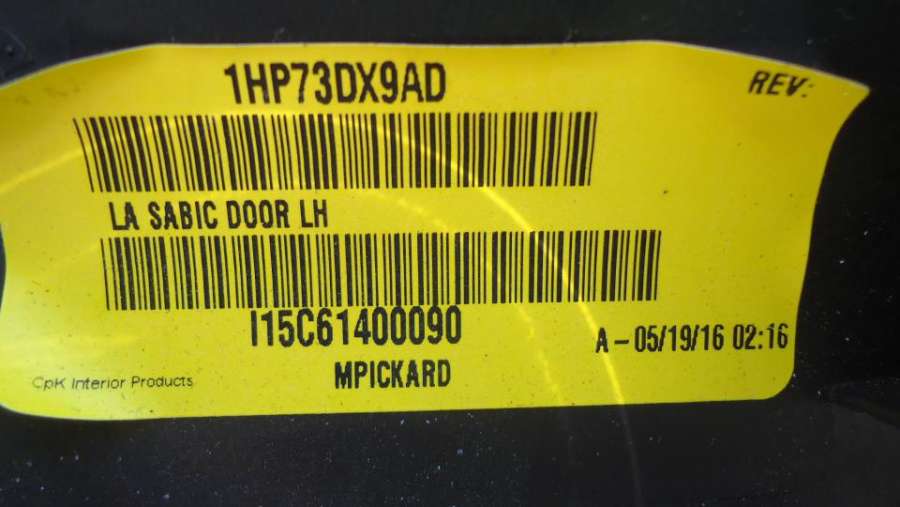 1HP73DX9AD
REV:
LA SABIC DOOR LH
I15C61400090
A-05/19/16 02:16
MPICKARD
CpK Interior Products